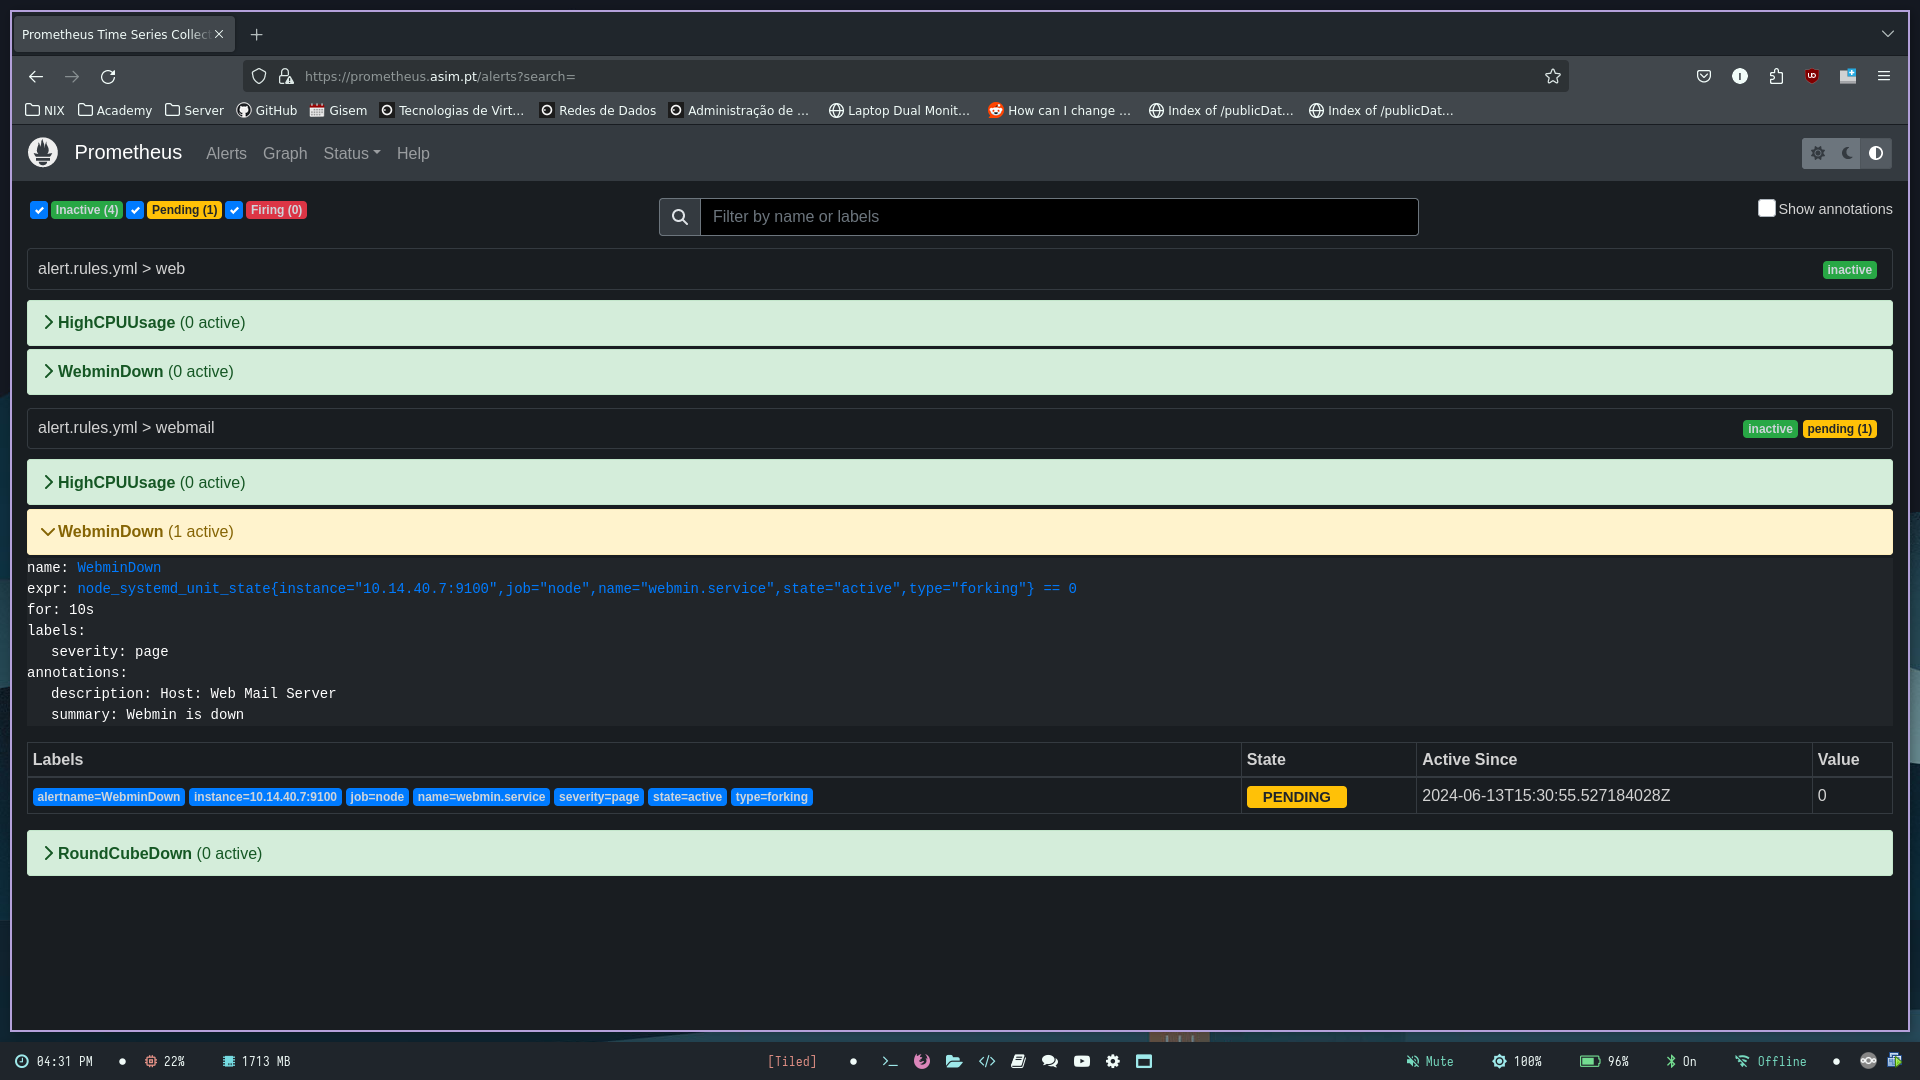 Prometheus Time Series Collect
https://prometheus.asim.pt/alerts?search=
NIX Academy Server GitHub Gisem Tecnologias de Virt… Redes de Dados Administração de … Laptop Dual Monit… How can I change … Index of /publicDat… Index of /publicDat…
Prometheus Alerts Graph Status Help
Inactive (4) Pending (1) Firing (0) Filter by name or labels Show annotations
alert.rules.yml > web inactive
HighCPUUsage (0 active)
WebminDown (0 active)
alert.rules.yml > webmail inactive pending (1)
HighCPUUsage (0 active)
WebminDown (1 active)
name: WebminDown
expr: node_systemd_unit_state{instance="10.14.40.7:9100",job="node",name="webmin.service",state="active",type="forking"} == 0
for: 10s
labels:
severity: page
annotations:
description: Host: Web Mail Server
summary: Webmin is down
Labels State Active Since Value
alertname=WebminDown instance=10.14.40.7:9100 job=node name=webmin.service severity=page state=active type=forking PENDING 2024-06-13T15:30:55.527184028Z 0
RoundCubeDown (0 active)
04:31 PM 22% 1713 MB [Tiled] Mute 100% 96% On Offline